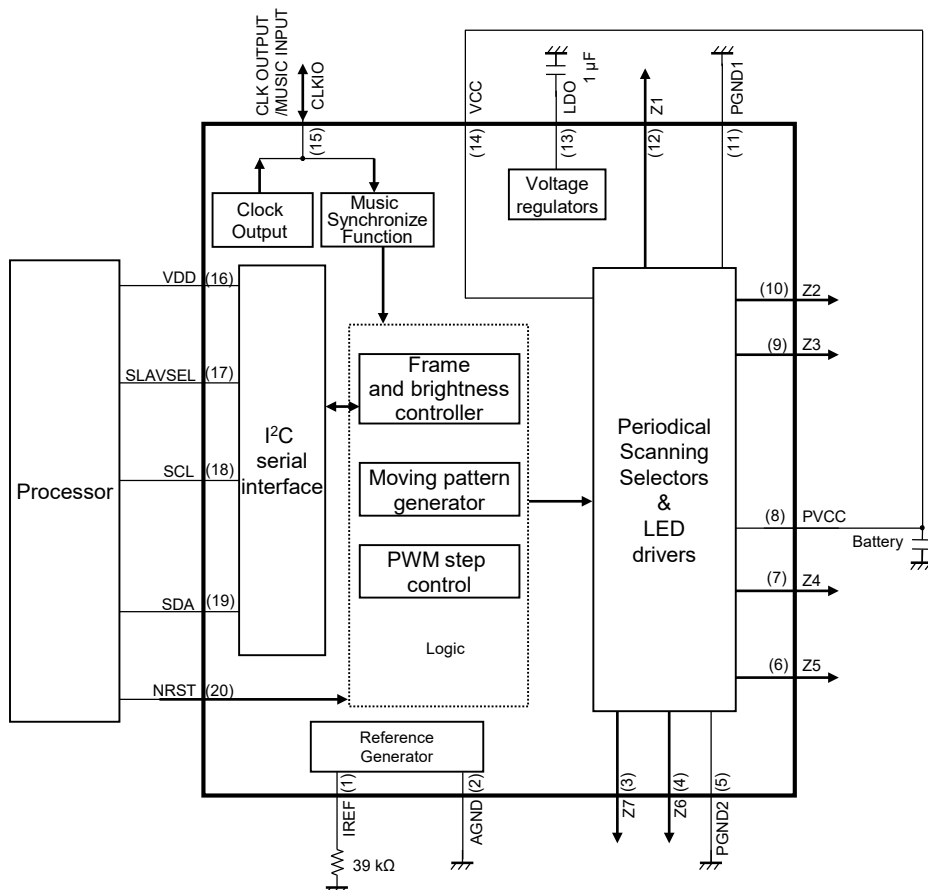 CLK OUTPUT
/MUSIC INPUT
CLKIO
(15)
VCC
(14)
1 µF
LDO
(13)
Z1
(12)
PGND1
(11)
Clock
Output
Music
Synchronize
Function
Voltage
regulators
Processor
VDD (16)
SLAVSEL (17)
SCL (18)
SDA (19)
NRST (20)
I²C
serial
interface
Frame
and brightness
controller
Moving pattern
generator
PWM step
control
Logic
Periodical
Scanning
Selectors
&
LED
drivers
(10) Z2
(9) Z3
(8) PVCC
Battery
(7) Z4
(6) Z5
Reference
Generator
(1)
IREF
39 kΩ
(2)
AGND
(3)
Z7
(4)
Z6
(5)
PGND2